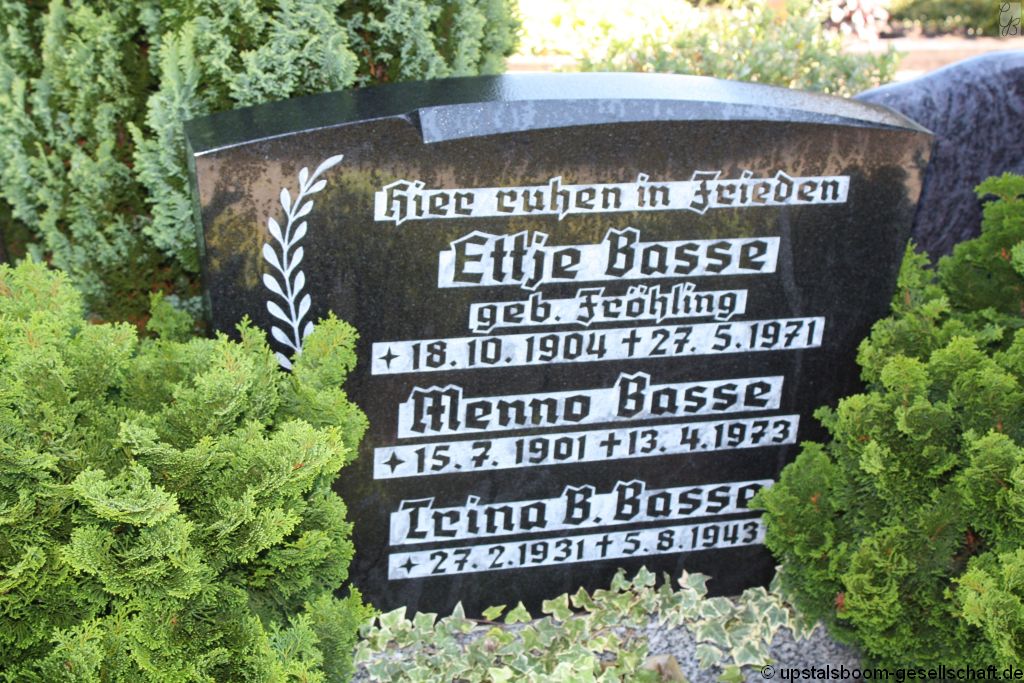 Hier ruhen in Frieden
Ettje Basse
geb. Fröhling
✦ 18. 10. 1904 ✝ 27. 5. 1971
Menno Basse
✦ 15. 7. 1901 ✝ 13. 4. 1973
Trina B. Basse
✦ 27. 2. 1931 ✝ 5. 8. 1943
© upstalsboom-gesellschaft.de